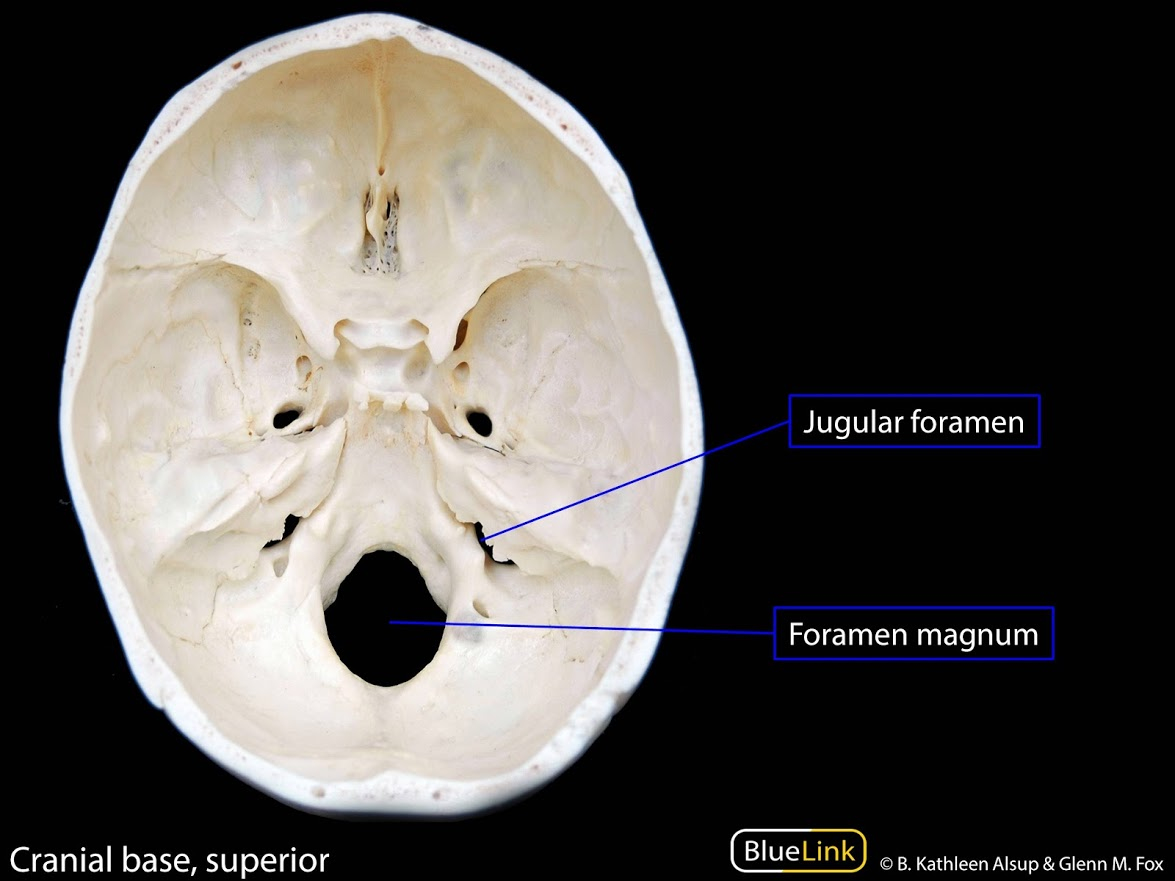 Jugular foramen
Foramen magnum
Cranial base, superior
BlueLink
© B. Kathleen Alsup & Glenn M. Fox